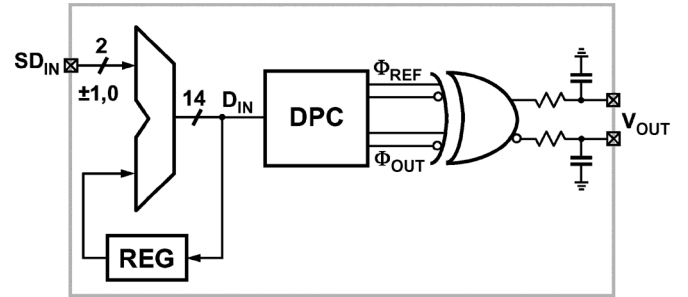 SD_IN
2
±1,0
14
D_IN
DPC
Φ_REF
Φ_OUT
V_OUT
REG